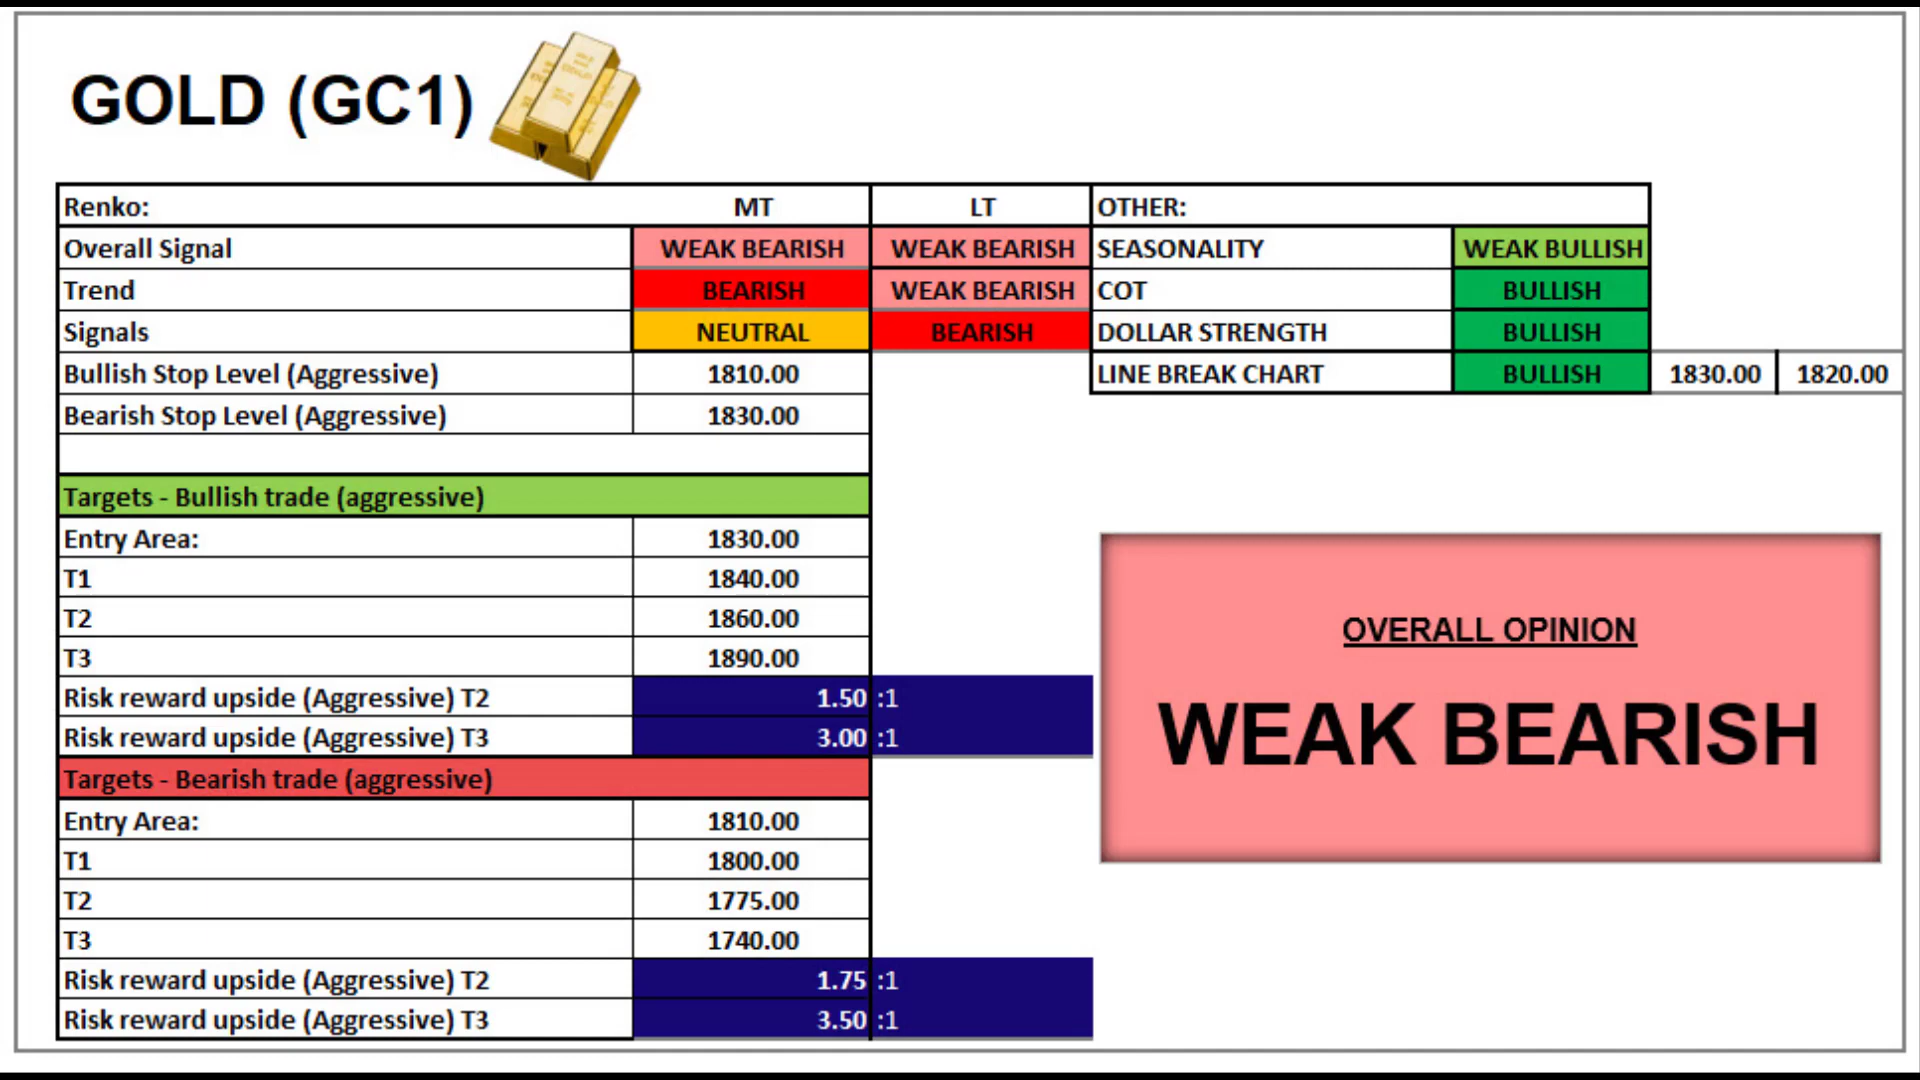 GOLD (GC1)
Renko: MT LT OTHER:
Overall Signal WEAK BEARISH WEAK BEARISH SEASONALITY WEAK BULLISH
Trend BEARISH WEAK BEARISH COT BULLISH
Signals NEUTRAL BEARISH DOLLAR STRENGTH BULLISH
Bullish Stop Level (Aggressive) 1810.00 LINE BREAK CHART BULLISH 1830.00 1820.00
Bearish Stop Level (Aggressive) 1830.00
Targets - Bullish trade (aggressive)
Entry Area: 1830.00
T1 1840.00
T2 1860.00
T3 1890.00
Risk reward upside (Aggressive) T2 1.50 :1
Risk reward upside (Aggressive) T3 3.00 :1
Targets - Bearish trade (aggressive)
Entry Area: 1810.00
T1 1800.00
T2 1775.00
T3 1740.00
Risk reward upside (Aggressive) T2 1.75 :1
Risk reward upside (Aggressive) T3 3.50 :1
OVERALL OPINION
WEAK BEARISH